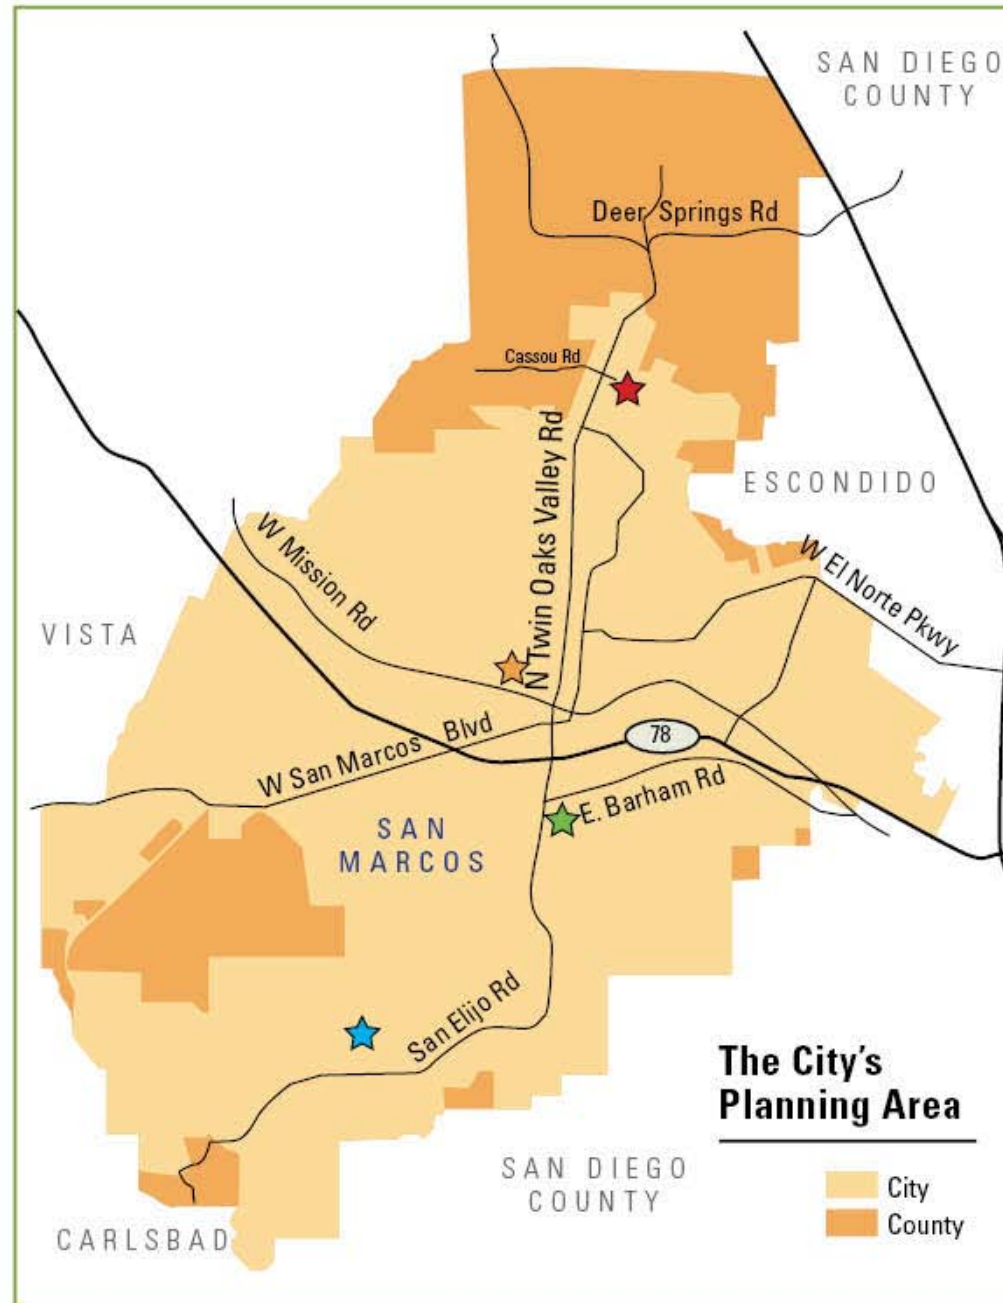 SAN DIEGO
COUNTY
Deer Springs Rd
Cassou Rd
N Twin Oaks Valley Rd
ESCONDIDO
W Mission Rd
W El Norte Pkwy
VISTA
78
W San Marcos Blvd
E. Barham Rd
SAN
MARCOS
San Elijo Rd
The City's
Planning Area
SAN DIEGO
COUNTY
City
County
CARLSBAD